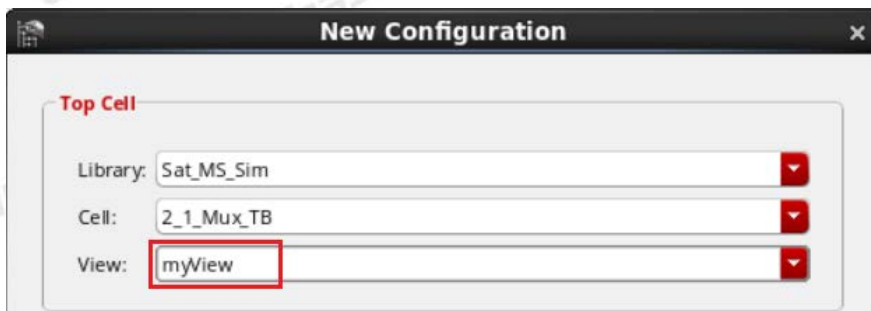 New Configuration
Top Cell
Library: Sat_MS_Sim
Cell: 2_1_Mux_TB
View: myView